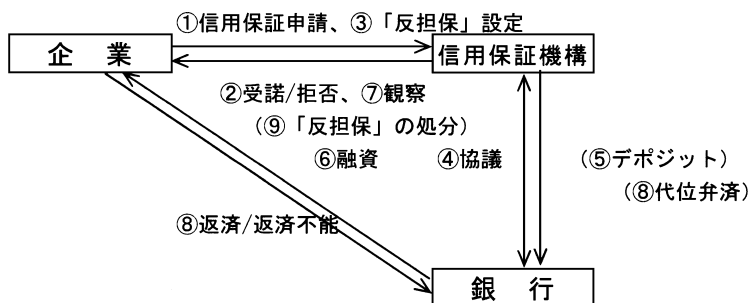 ①信用保証申請、③「反担保」設定
企　業
信用保証機構
②受諾/拒否、⑦観察
（⑨「反担保」の処分）
⑥融資
④協議
（⑤デポジット）
（⑧代位弁済）
⑧返済/返済不能
銀　行